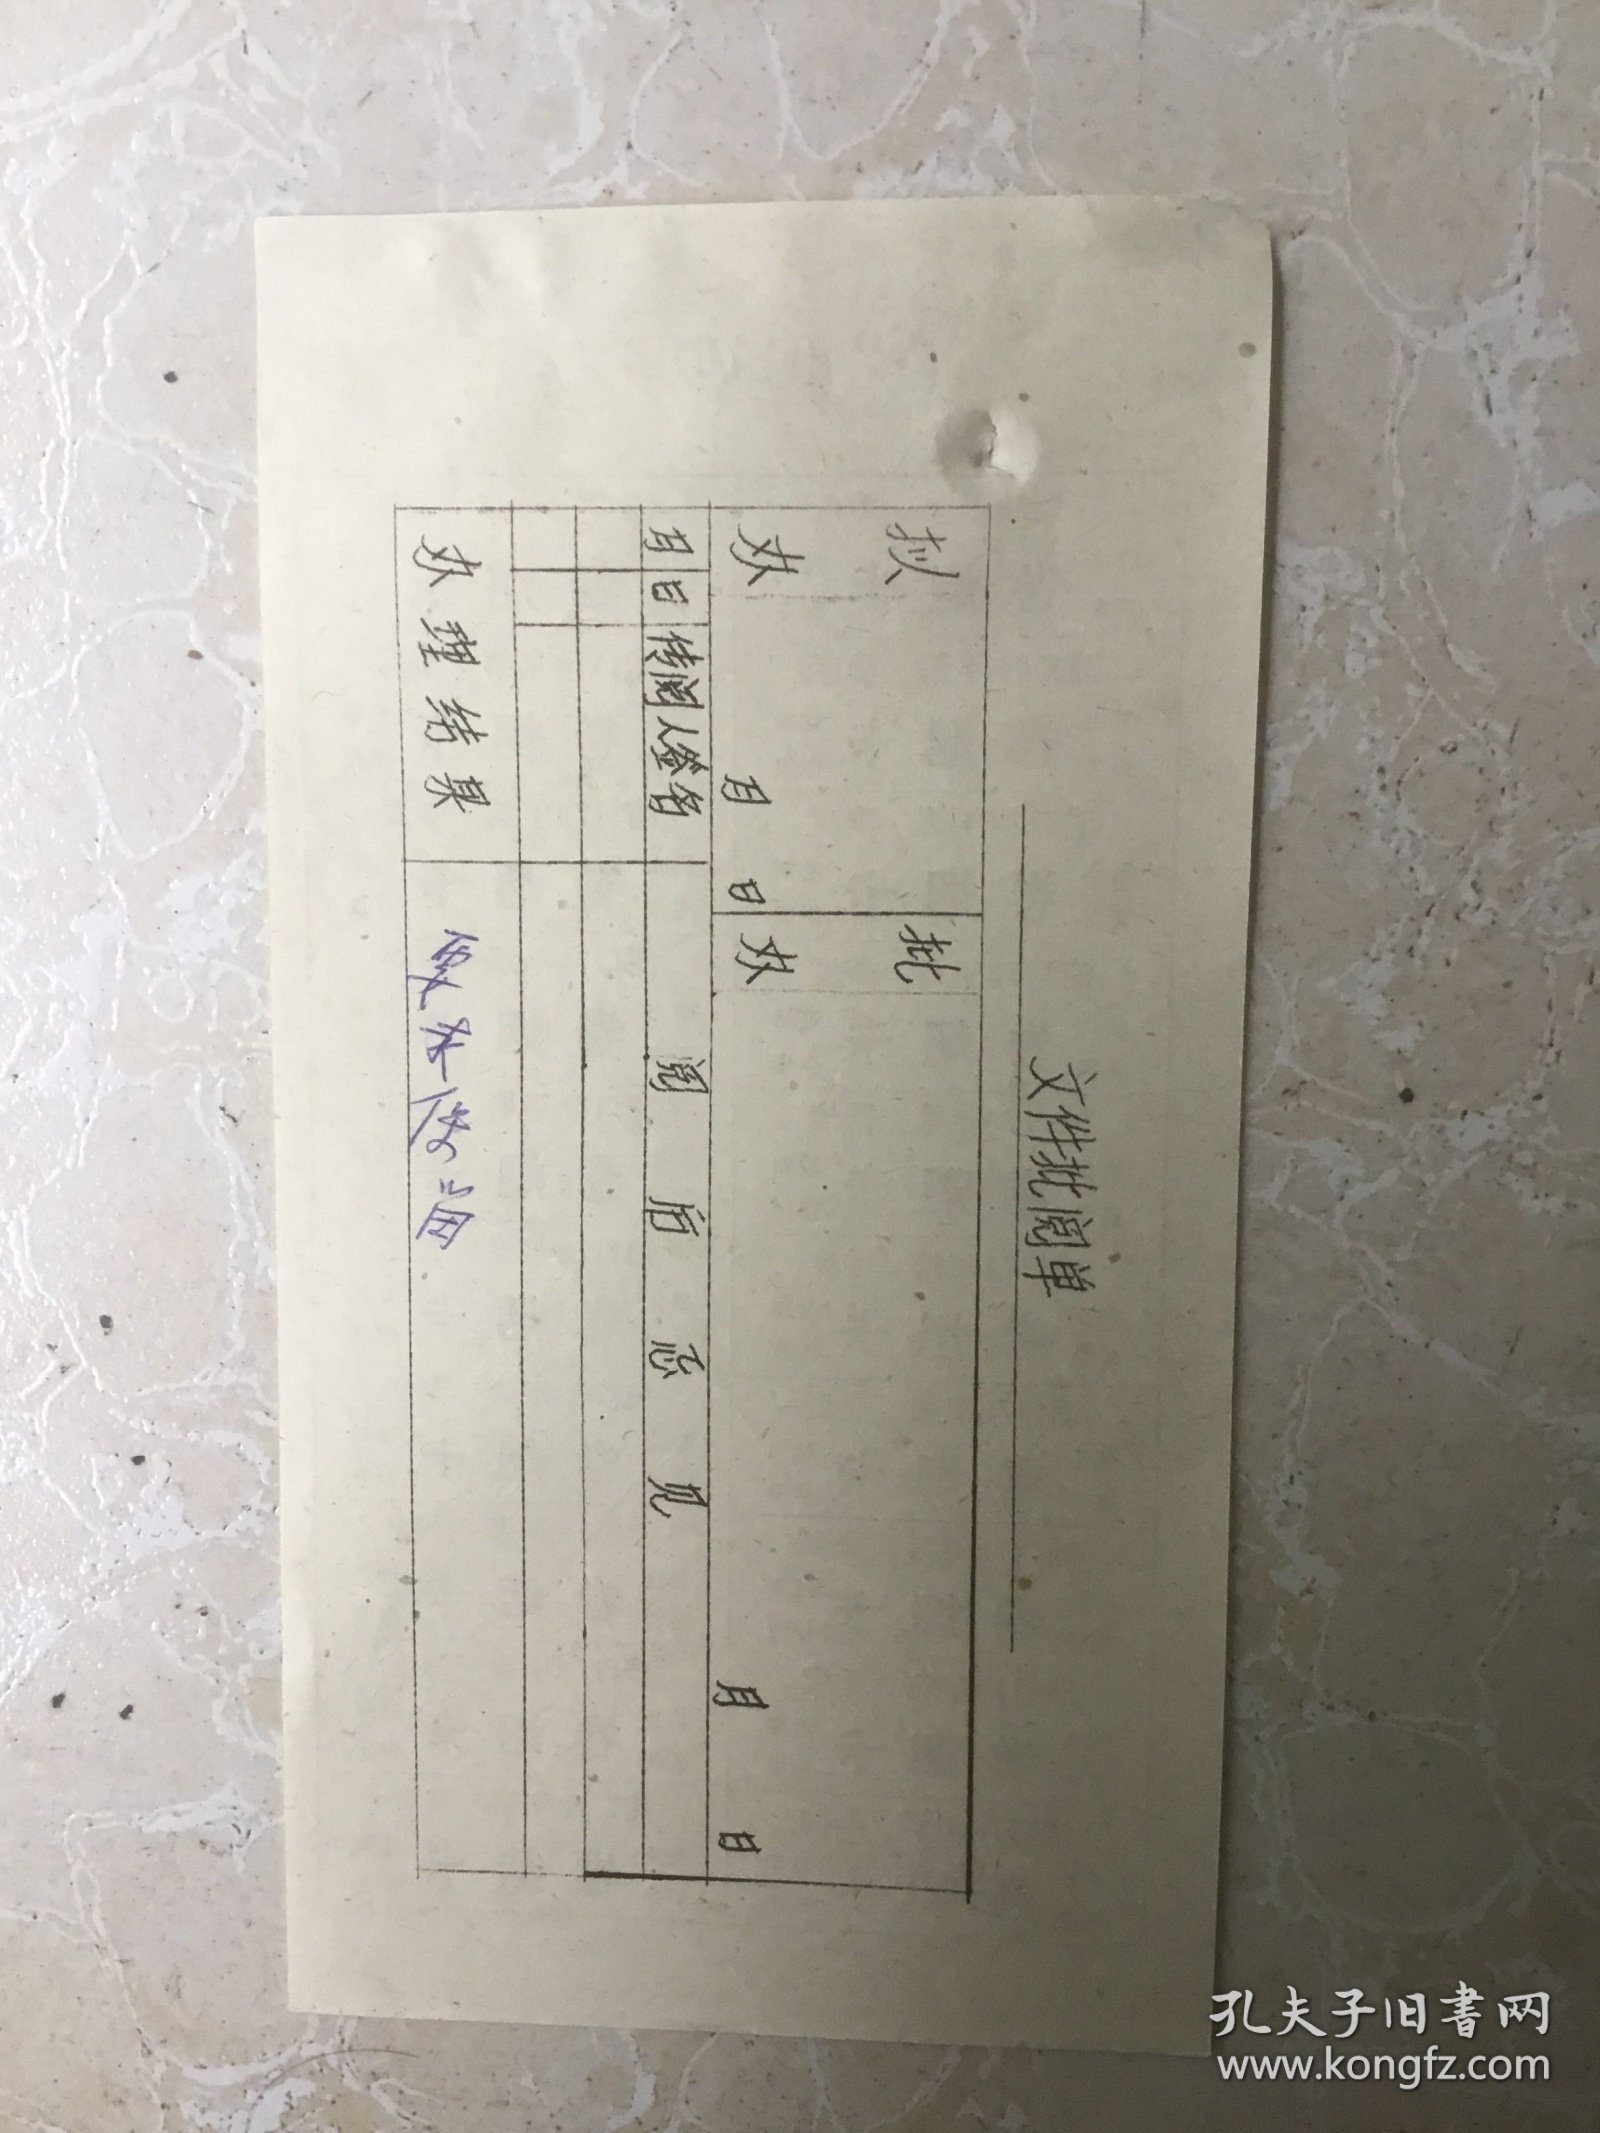 文件批阅单
拟办
月 日
批办
月 日
月 日 传阅人签名 阅后意见
办理结果
孔夫子旧书网
www.kongfz.com